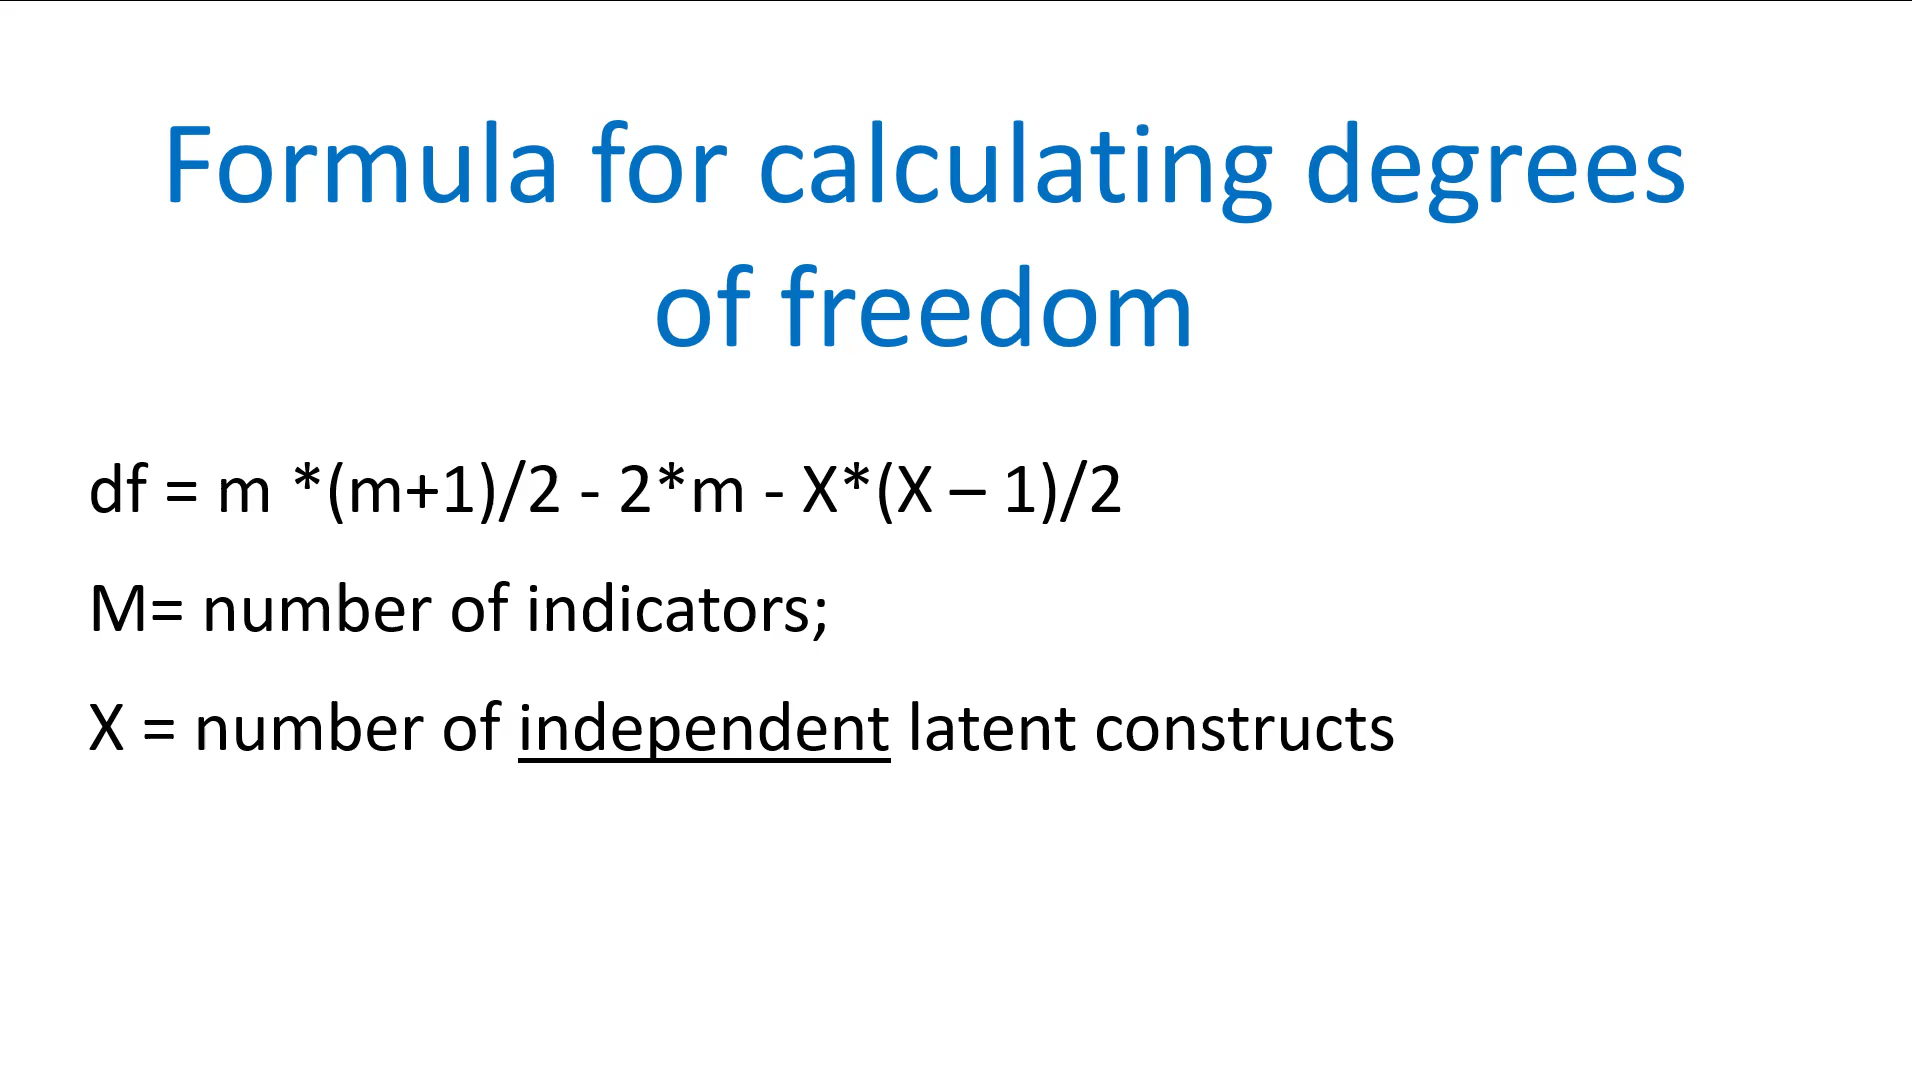 Formula for calculating degrees
of freedom
df = m *(m+1)/2 - 2*m - X*(X – 1)/2
M= number of indicators;
X = number of independent latent constructs